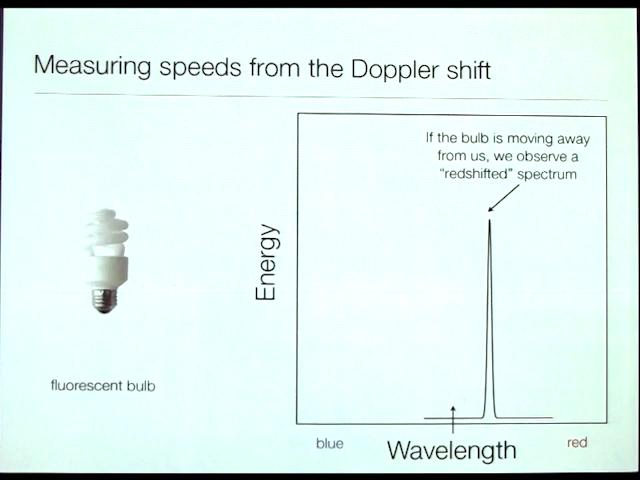 Measuring speeds from the Doppler shift
If the bulb is moving away
from us, we observe a
"redshifted" spectrum
Energy
fluorescent bulb
blue
Wavelength
red